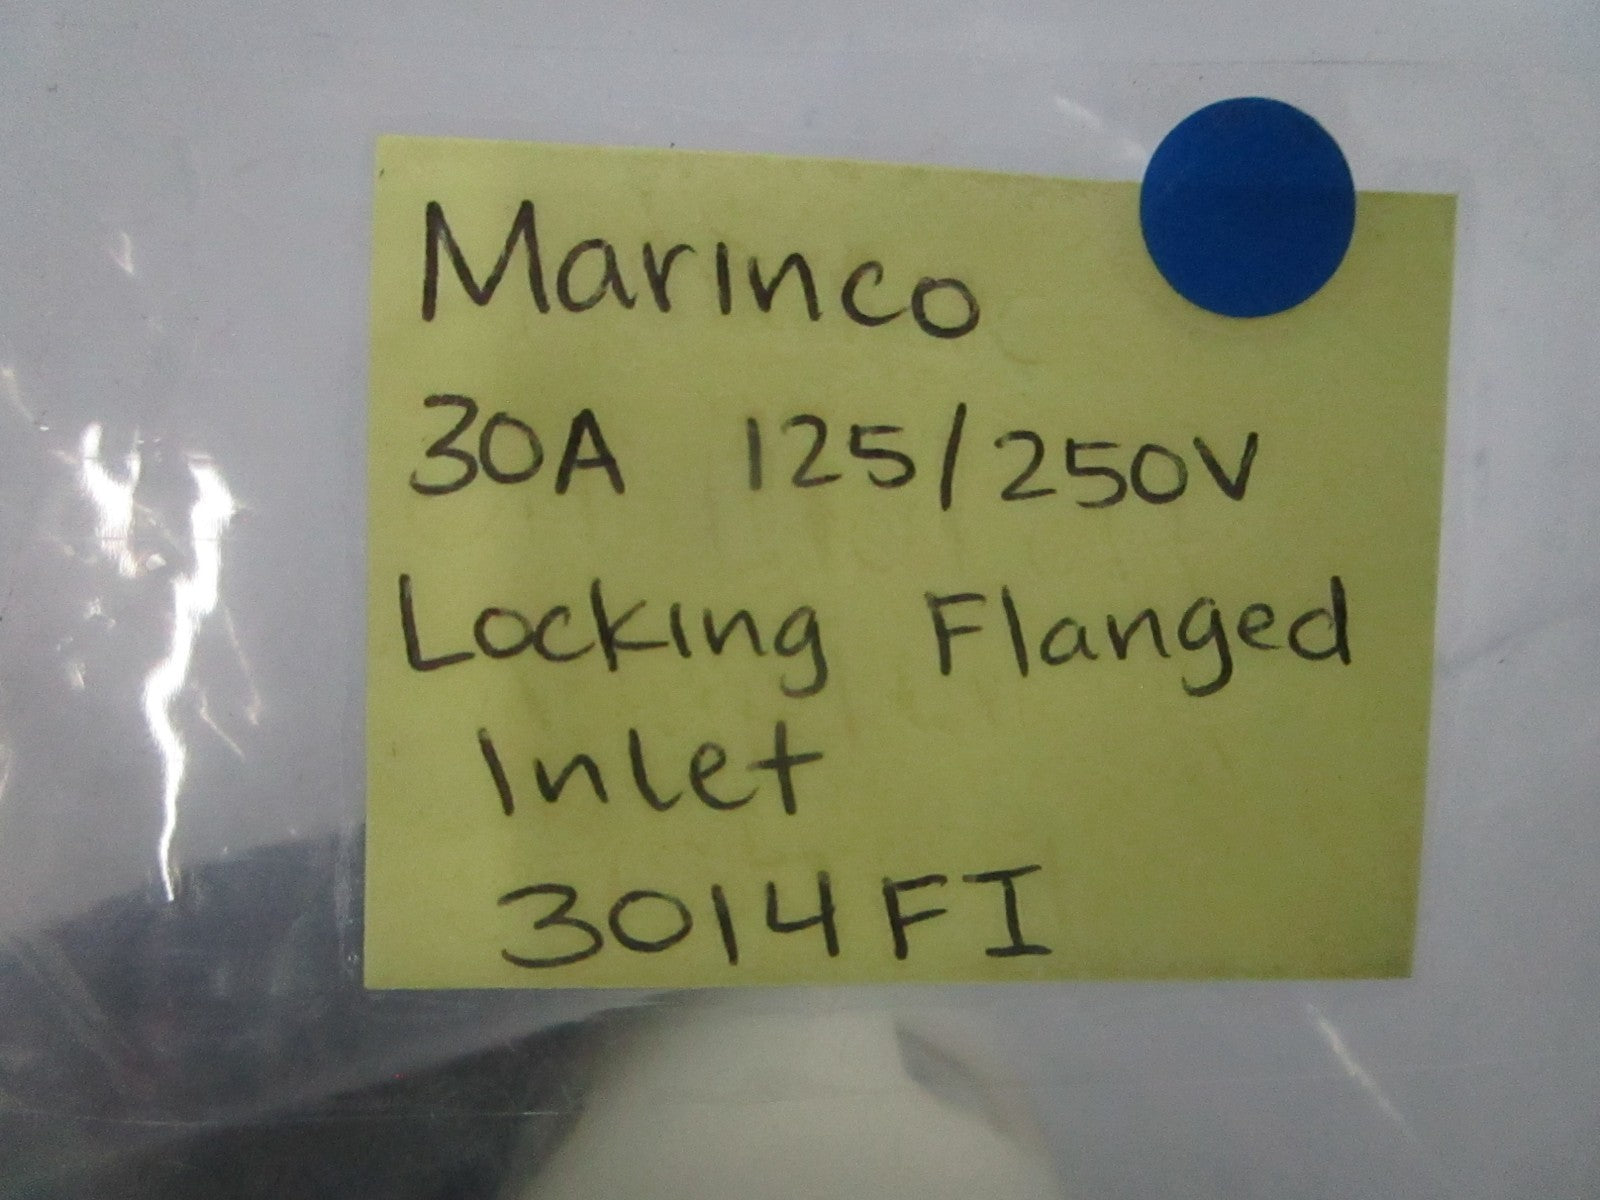 Marinco
30A 125/250V
Locking Flanged
Inlet
3014FI